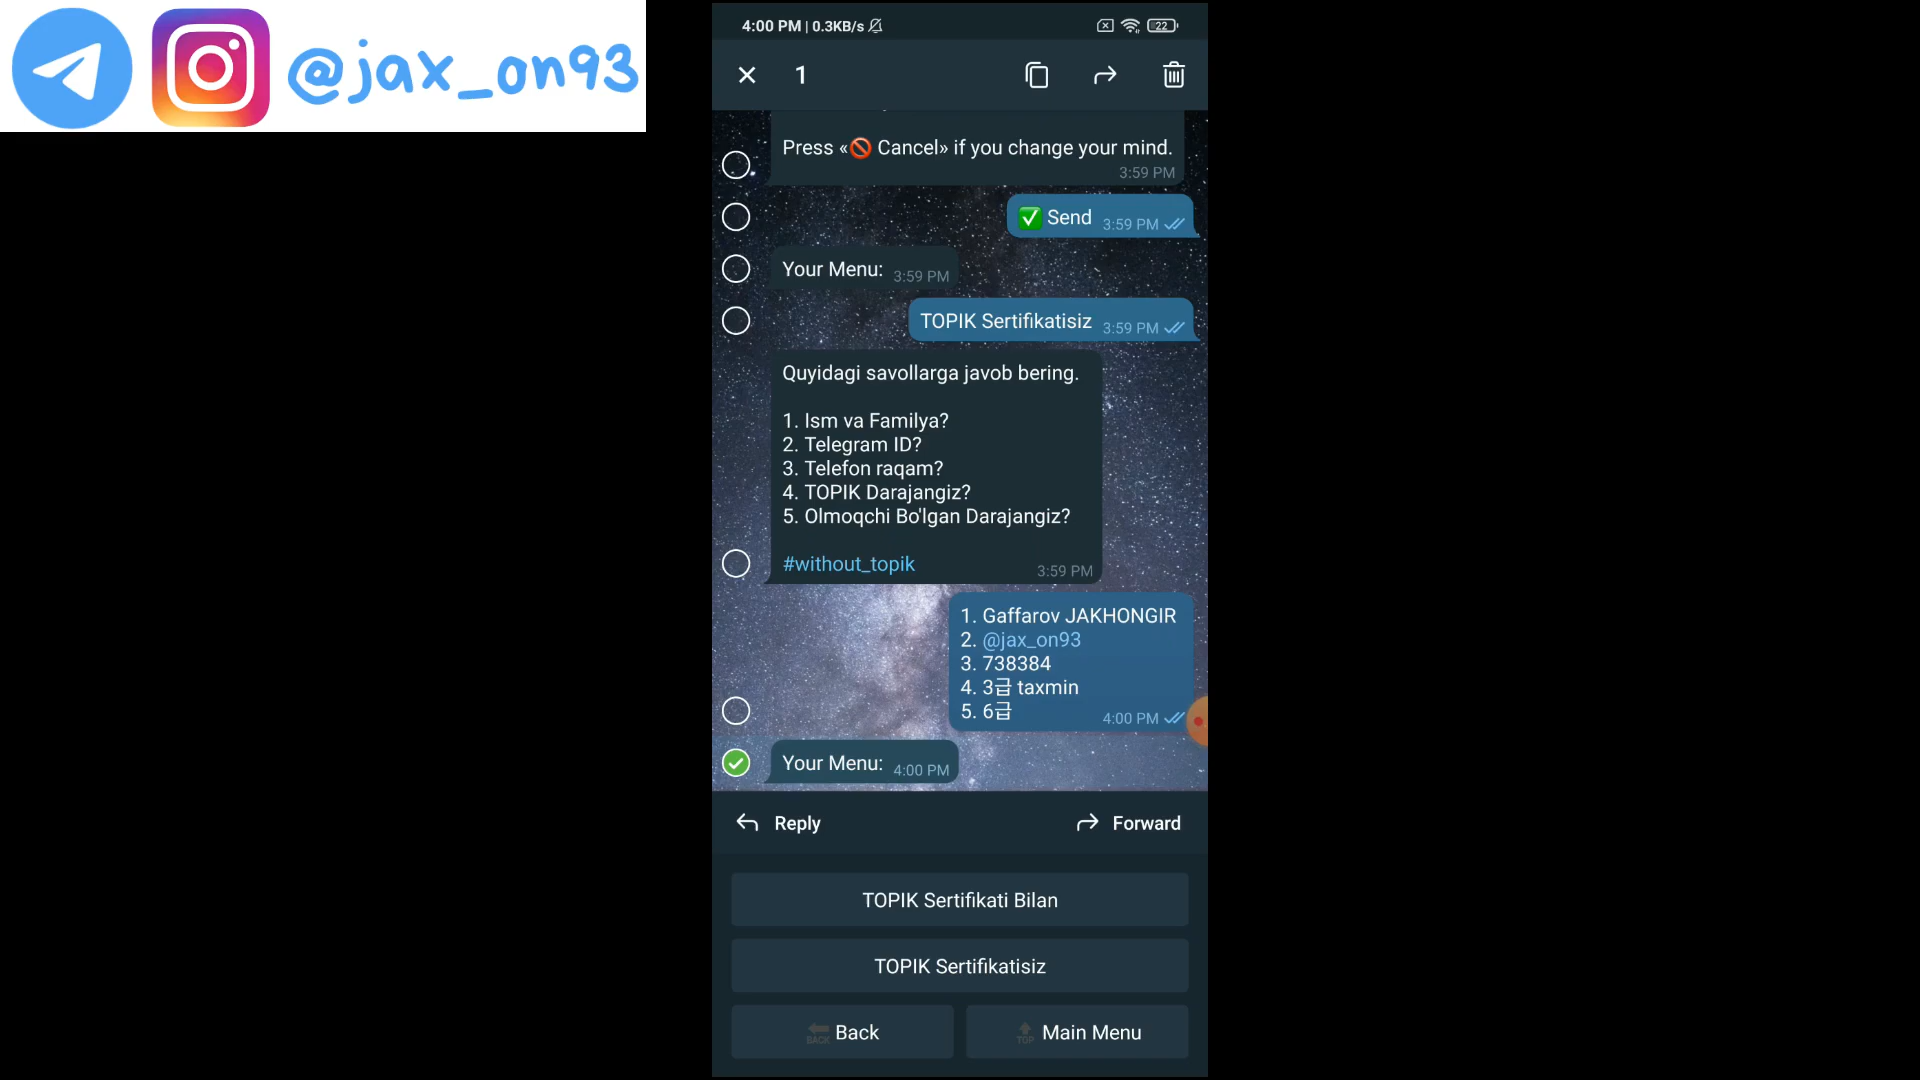 @jax_on93
4:00 PM | 0.3KB/s
22
1
Press «🚫 Cancel» if you change your mind.
3:59 PM
✅ Send 3:59 PM
Your Menu: 3:59 PM
TOPIK Sertifikatisiz 3:59 PM
Quyidagi savollarga javob bering.
1. Ism va Familya?
2. Telegram ID?
3. Telefon raqam?
4. TOPIK Darajangiz?
5. Olmoqchi Bo'lgan Darajangiz?
#without_topik
3:59 PM
1. Gaffarov JAKHONGIR
2. @jax_on93
3. 738384
4. 3급 taxmin
5. 6급
4:00 PM
Your Menu: 4:00 PM
Reply
Forward
TOPIK Sertifikati Bilan
TOPIK Sertifikatisiz
BACK Back
TOP Main Menu